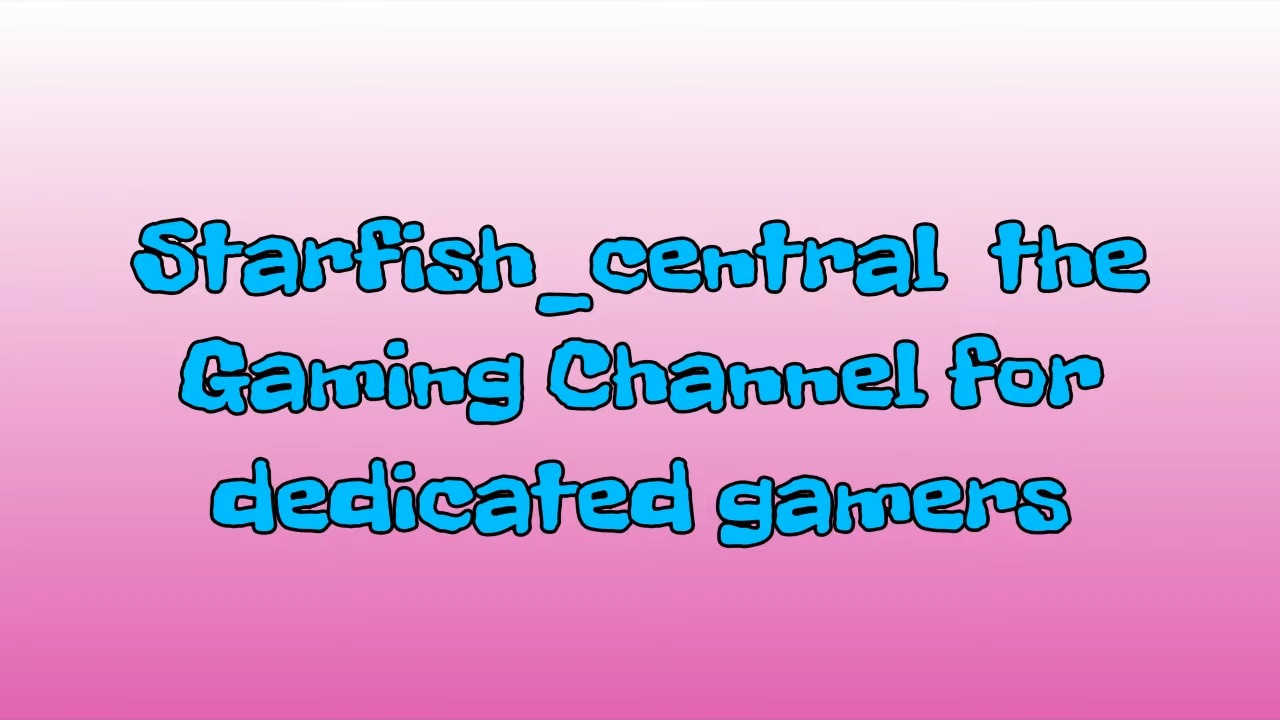 Starfish_central the
Gaming Channel for
dedicated gamers